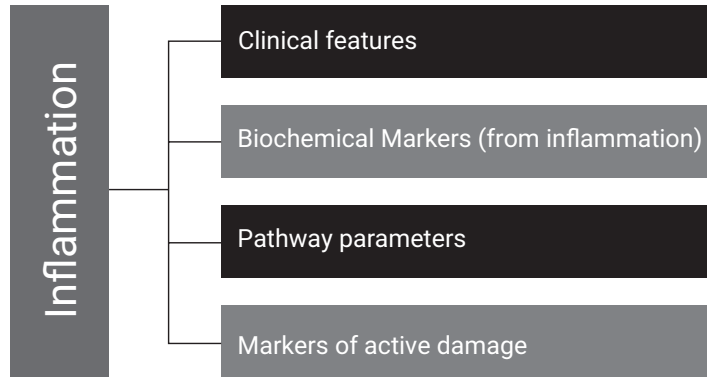 Inflammation
Clinical features
Biochemical Markers (from inflammation)
Pathway parameters
Markers of active damage